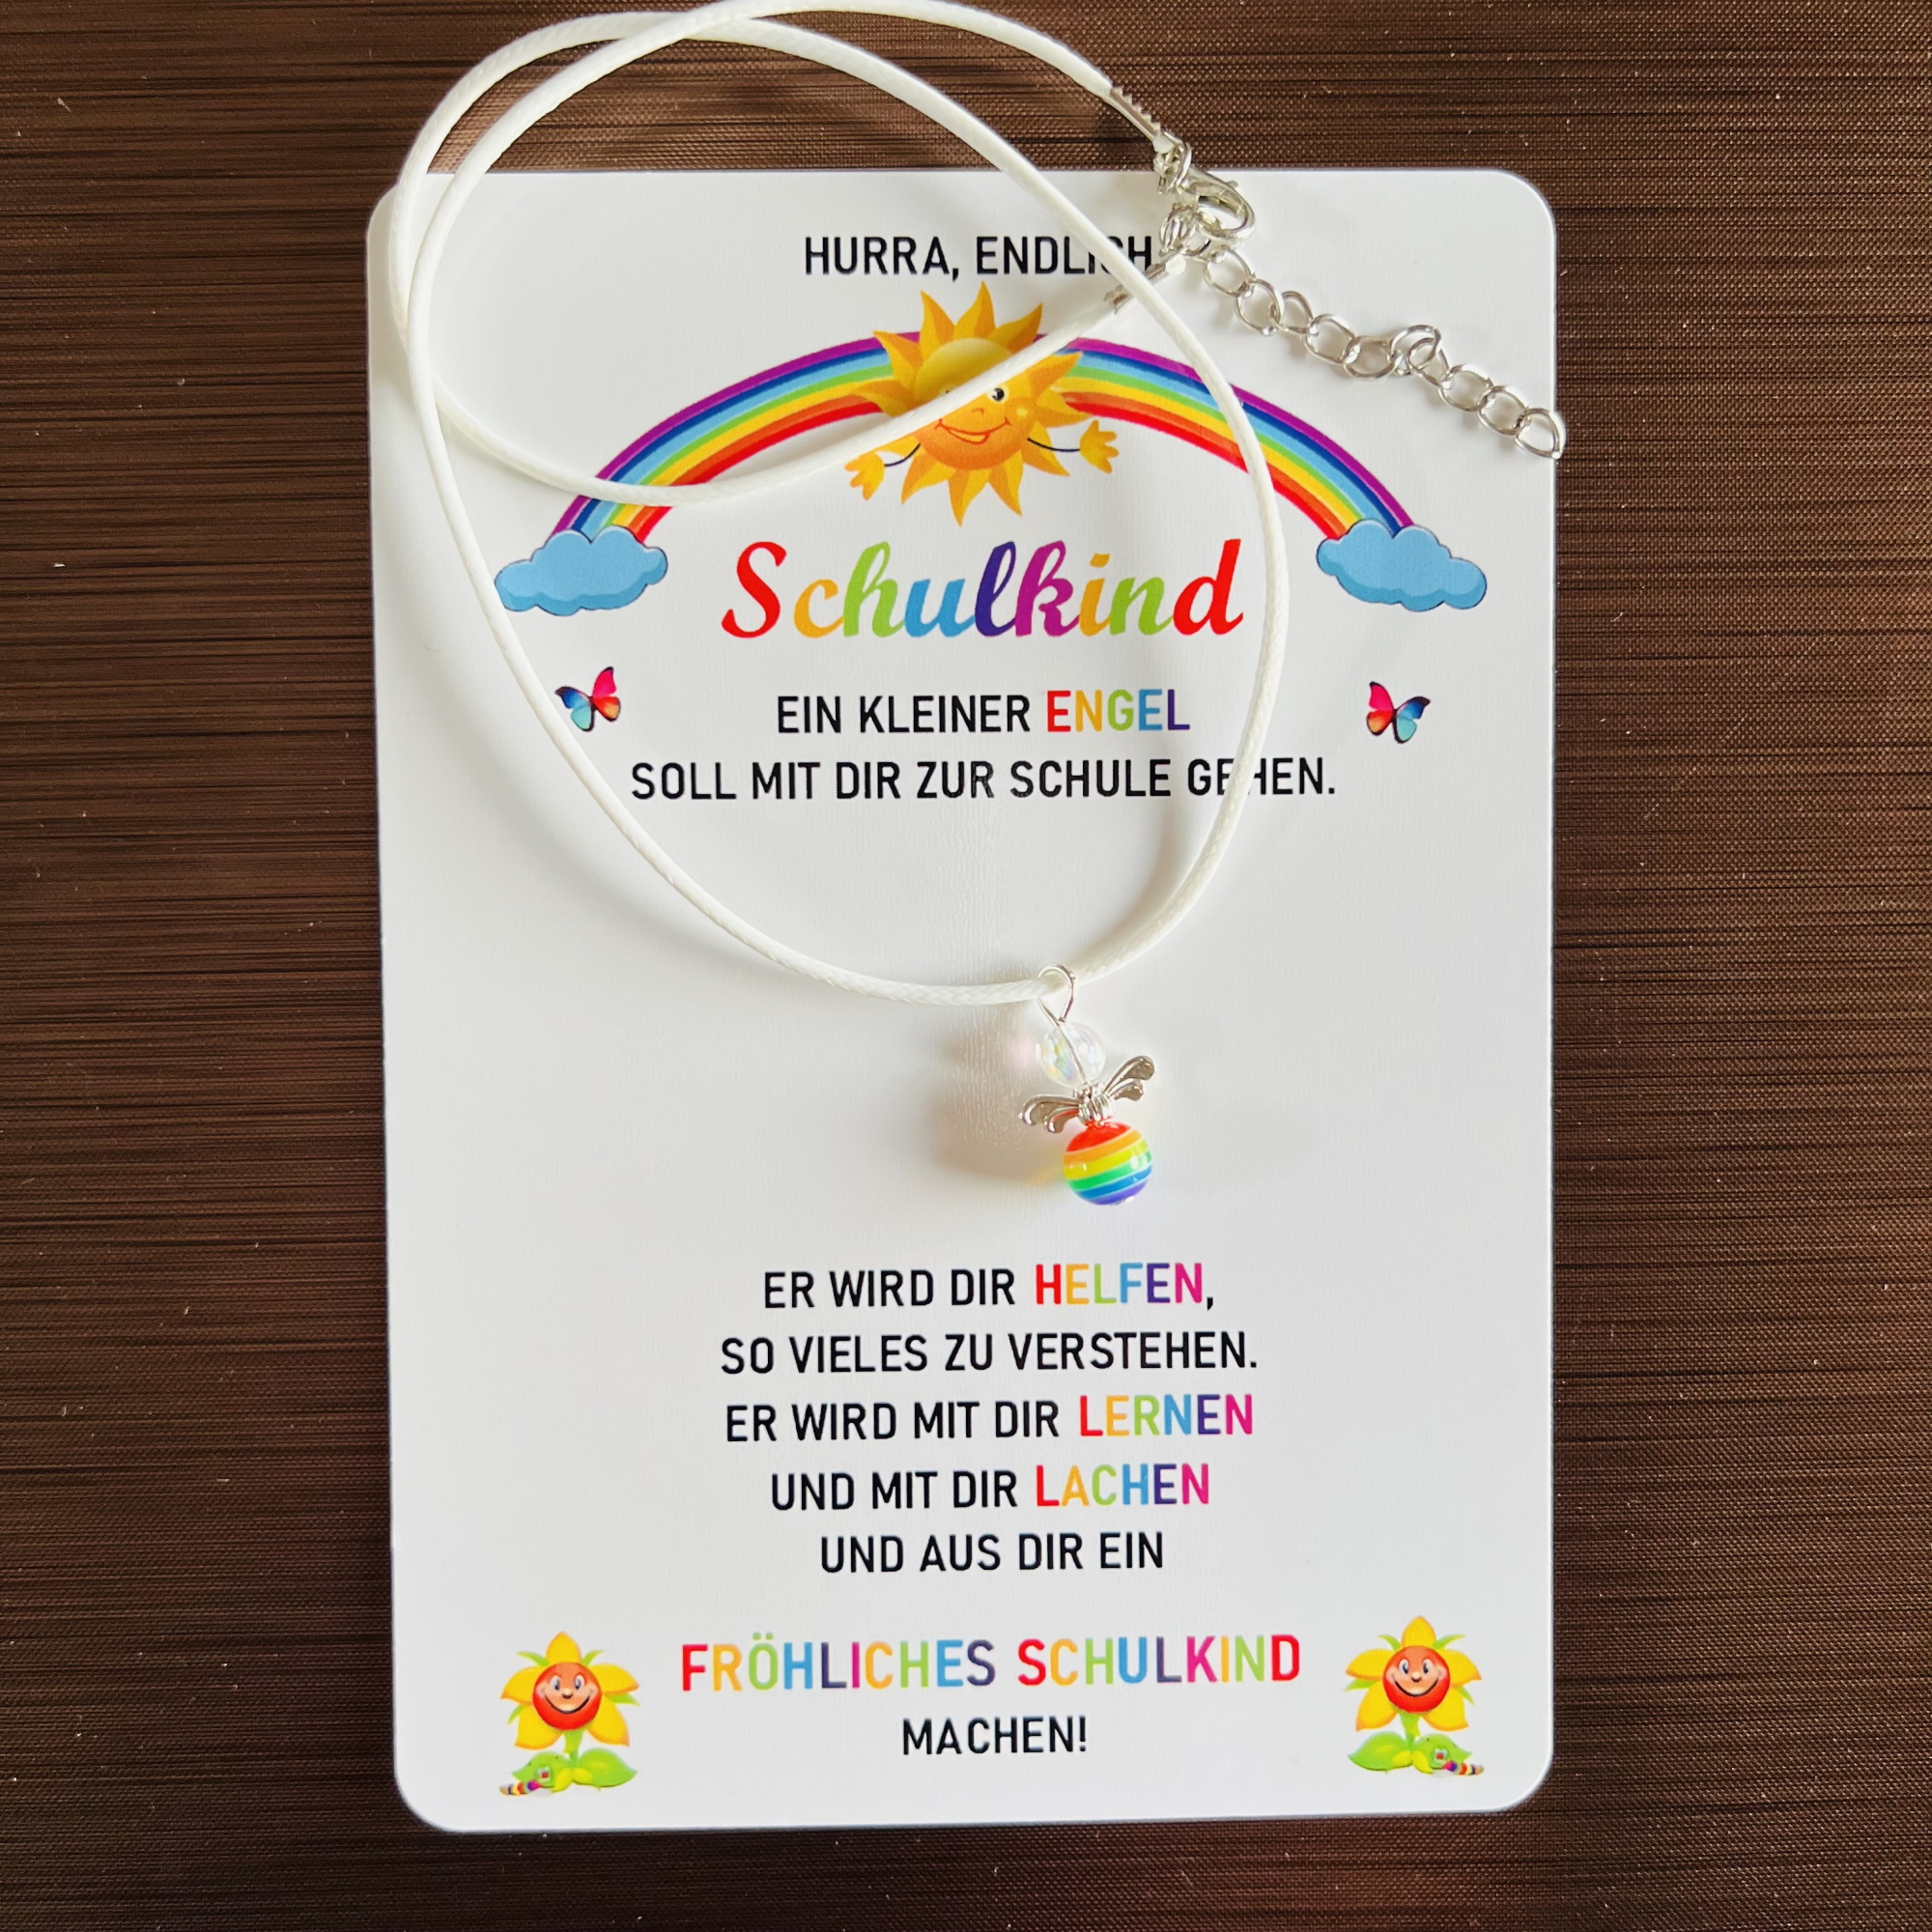 HURRA, ENDLICH
Schulkind
EIN KLEINER ENGEL
SOLL MIT DIR ZUR SCHULE GEHEN.
ER WIRD DIR HELFEN,
SO VIELES ZU VERSTEHEN.
ER WIRD MIT DIR LERNEN
UND MIT DIR LACHEN
UND AUS DIR EIN
FRÖHLICHES SCHULKIND
MACHEN!